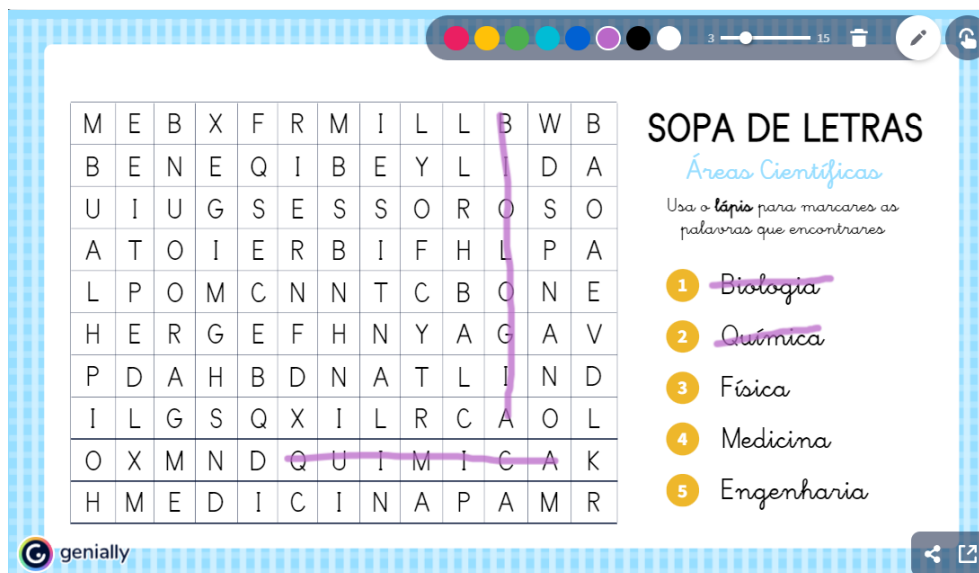 3 15
M E B X F R M I L L B W B
B E N E Q I B E Y L I D A
U I U G S E S S O R O S O
A T O I E R B I F H L P A
L P O M C N N T C B O N E
H E R G E F H N Y A G A V
P D A H B D N A T L I N D
I L G S Q X I L R C A O L
O X M N D Q U I M I C A K
H M E D I C I N A P A M R
SOPA DE LETRAS
Áreas Científicas
Usa o lápis para marcares as
palavras que encontrares
1 Biologia
2 Química
3 Física
4 Medicina
5 Engenharia
genially